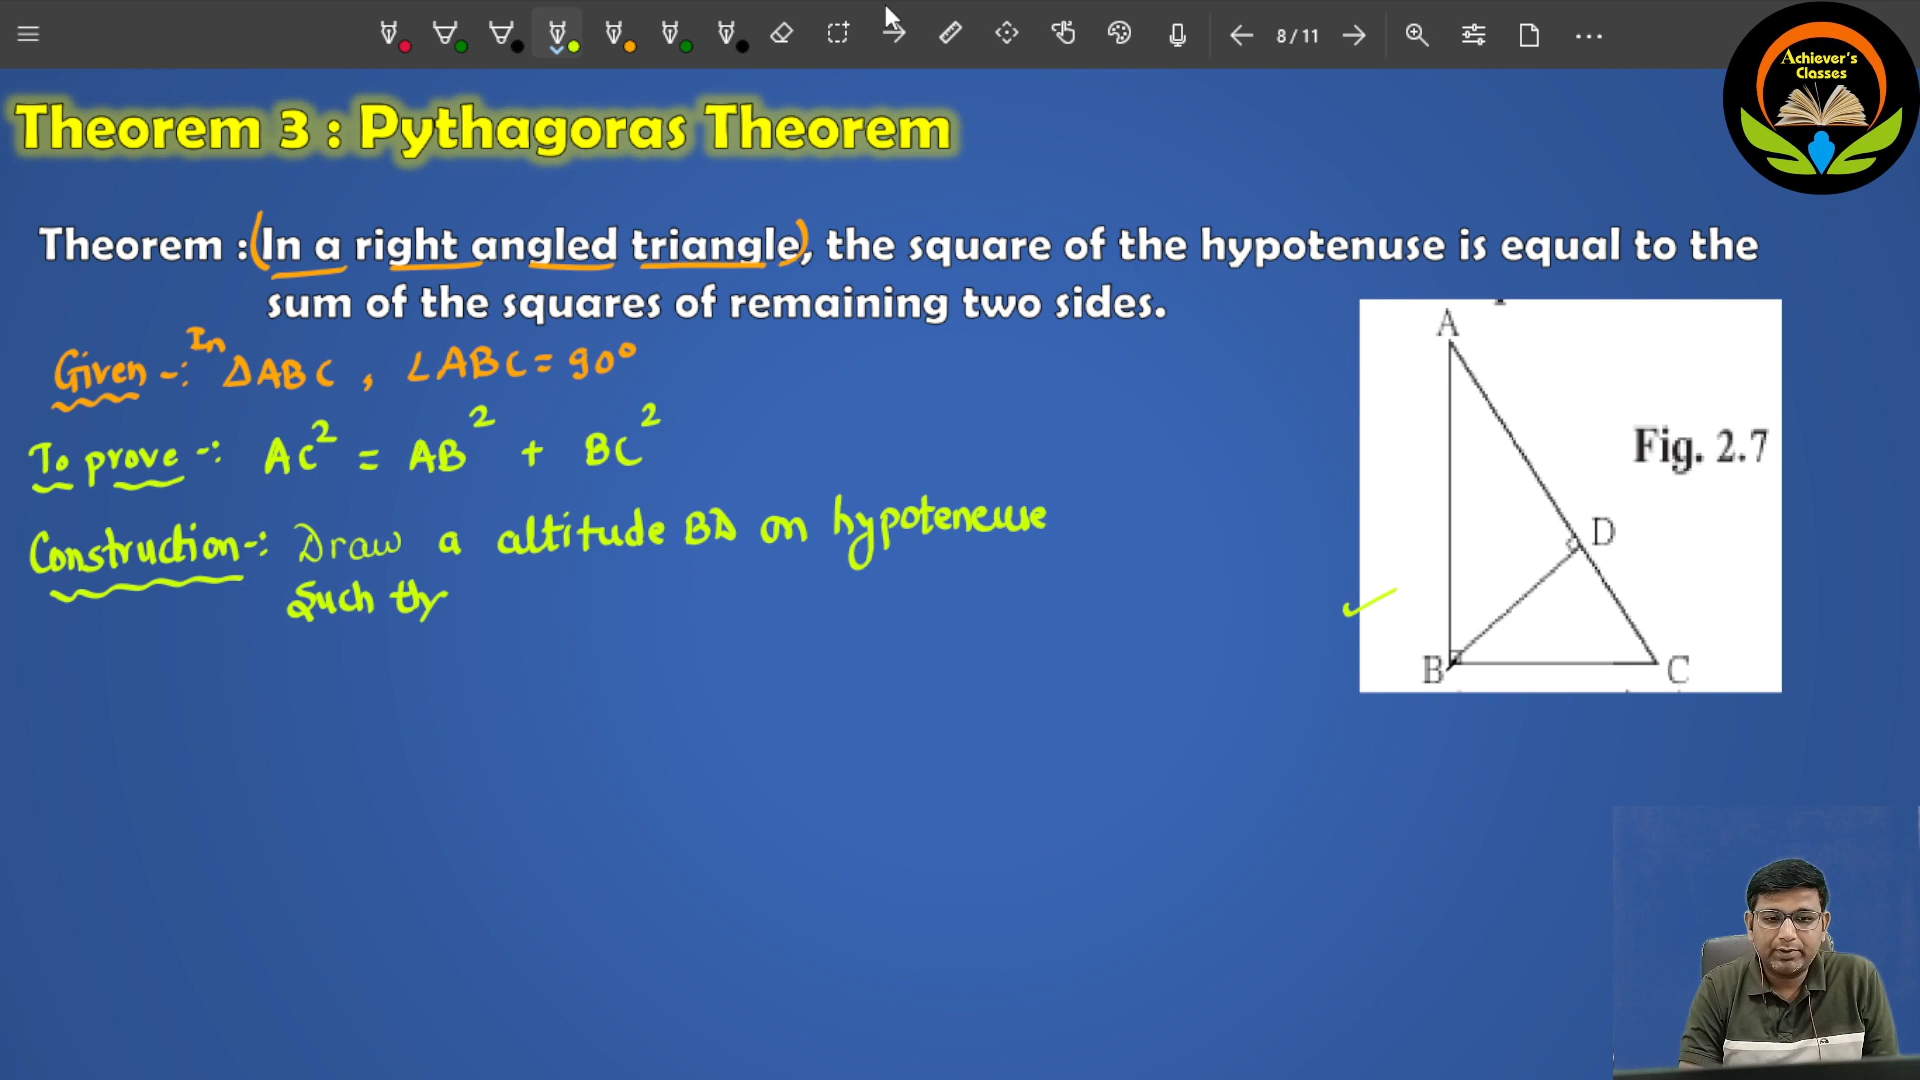 8 / 11
Achiever's
Classes
Theorem 3 : Pythagoras Theorem
Theorem : (In a right angled triangle), the square of the hypotenuse is equal to the
sum of the squares of remaining two sides.
Given -: In ΔABC , ∠ABC = 90°
To prove -: AC² = AB² + BC²
Construction -: Draw a altitude BD on hypoteneuse
Such
A
Fig. 2.7
D
B
C